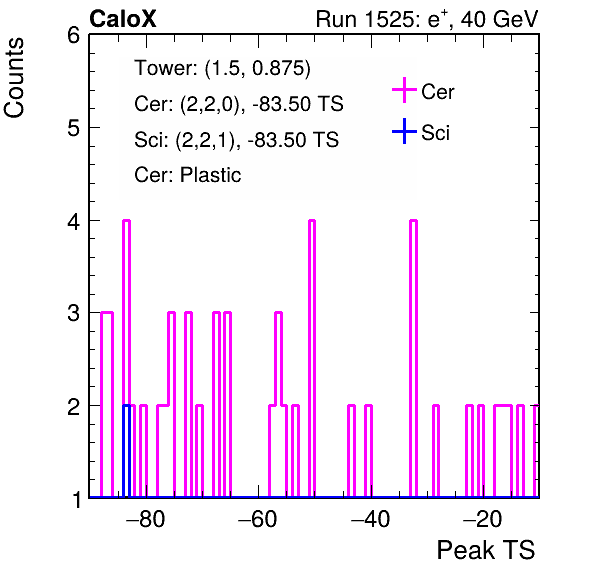 CaloX Run 1525: e⁺, 40 GeV
Counts
6
5
4
3
2
1
Tower: (1.5, 0.875)
Cer: (2,2,0), -83.50 TS
Sci: (2,2,1), -83.50 TS
Cer: Plastic
Cer
Sci
−80 −60 −40 −20
Peak TS